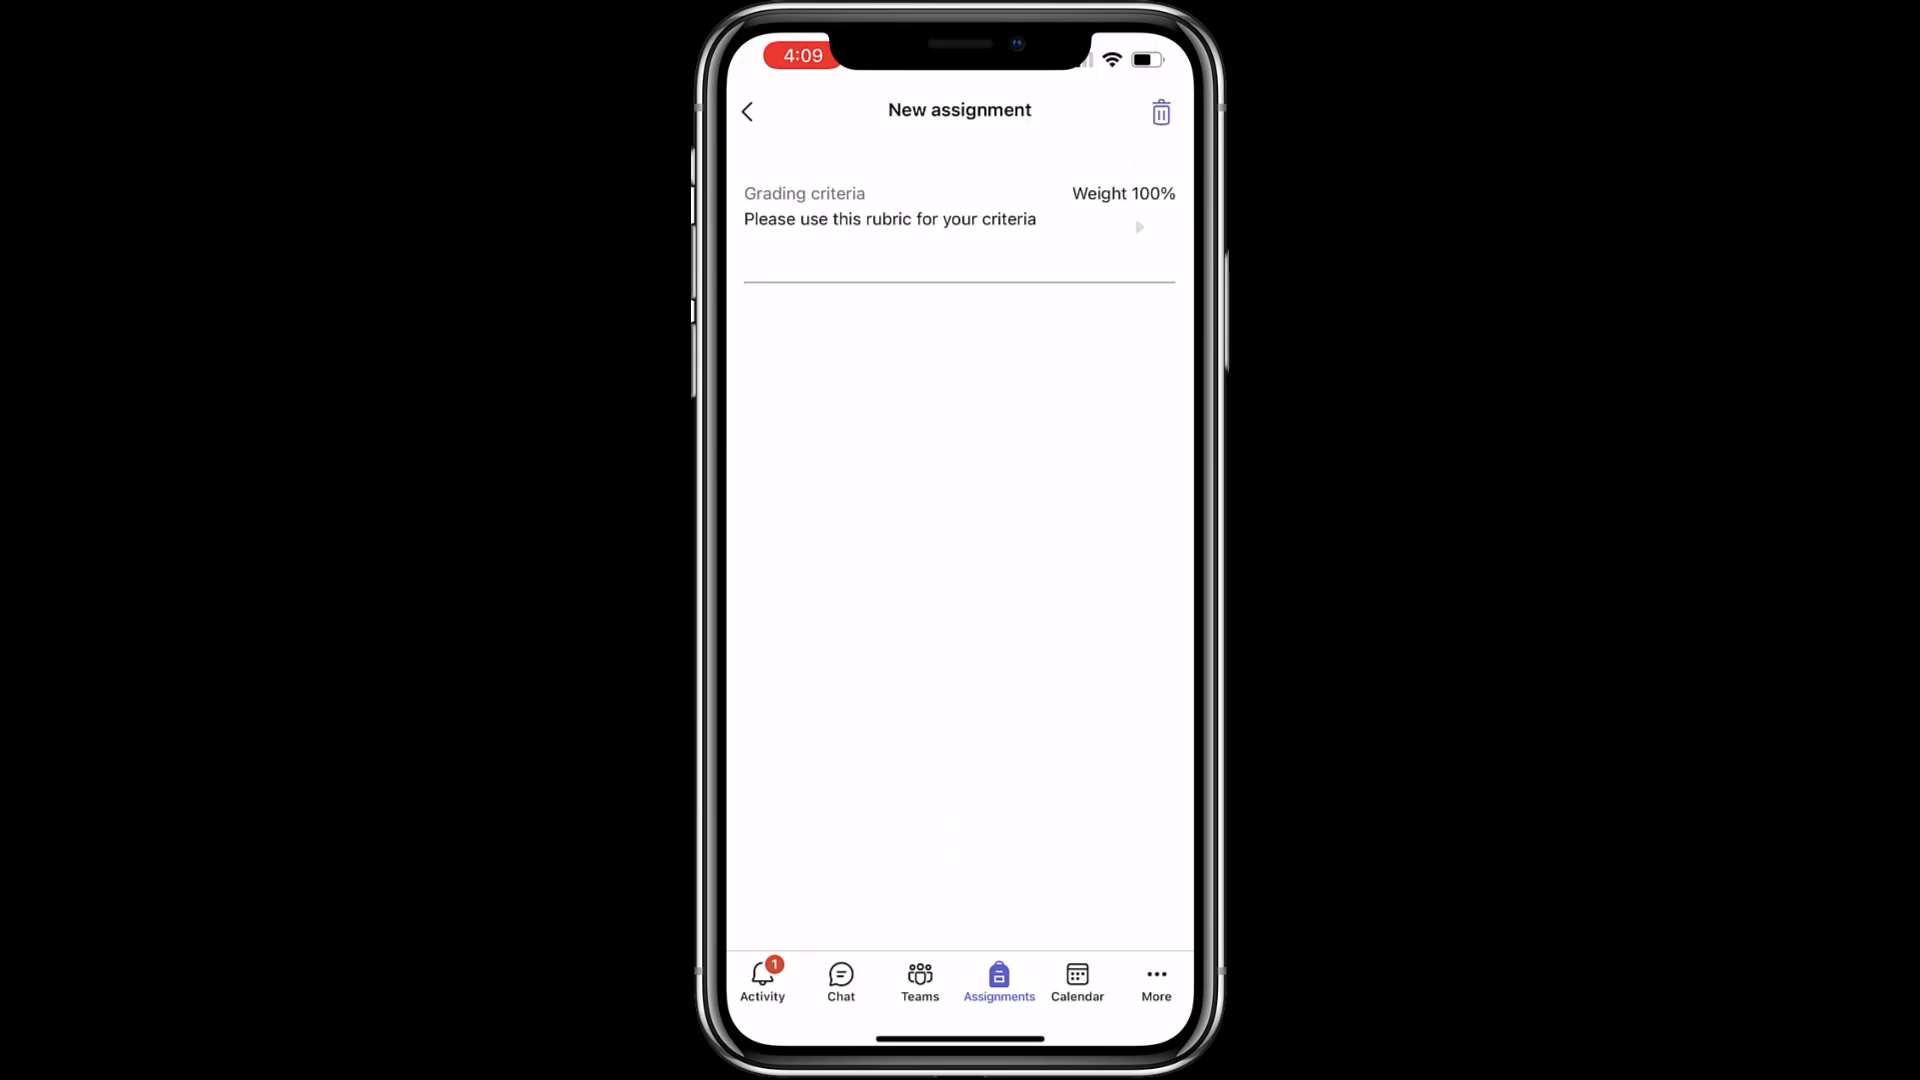 4:09
New assignment
Grading criteria
Weight 100%
Please use this rubric for your criteria
1
Activity
Chat
Teams
Assignments
Calendar
More